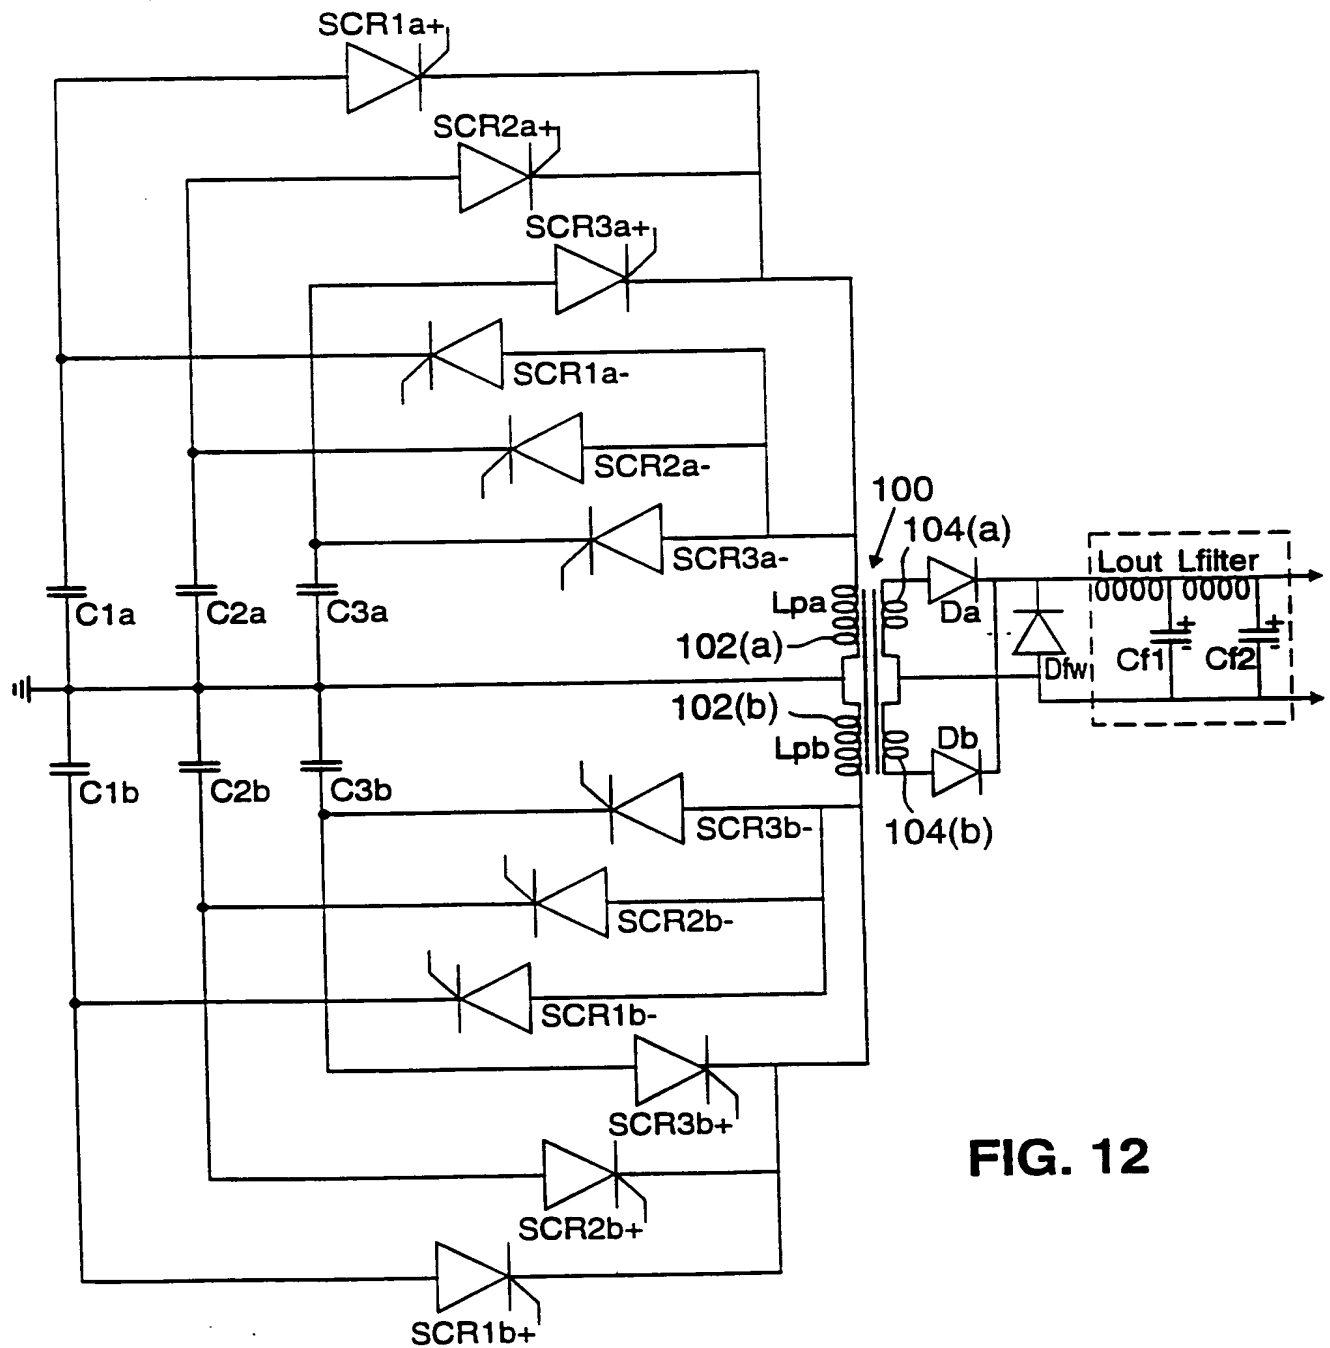 SCR1a+
SCR2a+
SCR3a+
SCR1a-
SCR2a-
SCR3a-
100
104(a)
Lout Lfilter
Da
Lpa
102(a)
C1a
C2a
C3a
Dfw
Cf1
+
-
Cf2
+
-
102(b)
Lpb
Db
C1b
C2b
C3b
SCR3b-
104(b)
SCR2b-
SCR1b-
SCR3b+
FIG. 12
SCR2b+
SCR1b+